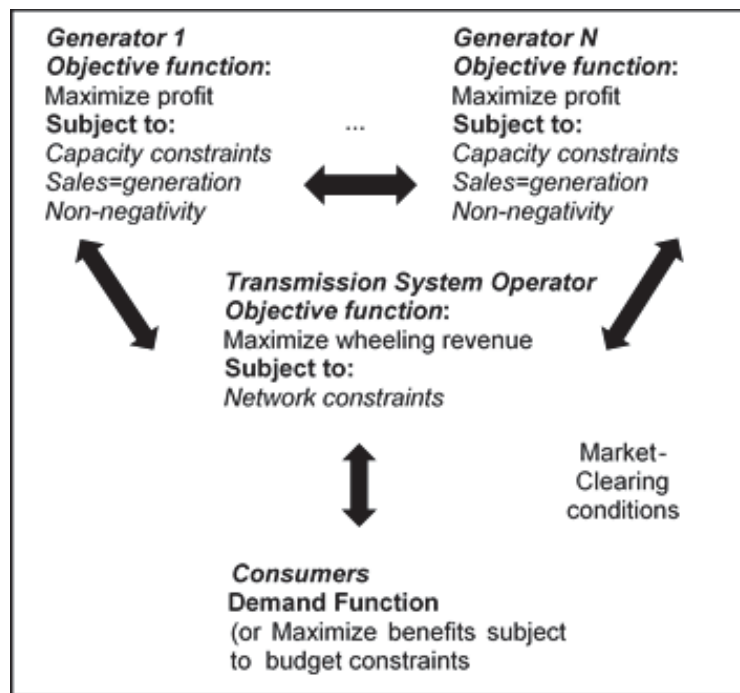 Generator 1
Objective function:
Maximize profit
Subject to:
Capacity constraints
Sales=generation
Non-negativity
...
Generator N
Objective function:
Maximize profit
Subject to:
Capacity constraints
Sales=generation
Non-negativity
Transmission System Operator
Objective function:
Maximize wheeling revenue
Subject to:
Network constraints
Market-
Clearing
conditions
Consumers
Demand Function
(or Maximize benefits subject
to budget constraints